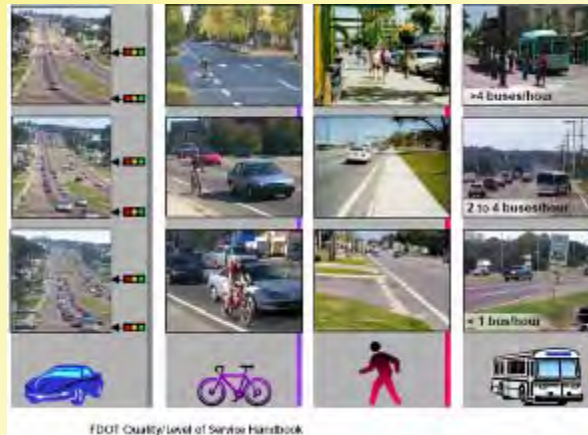 >4 buses/hour
2 to 4 buses/hour
< 1 bus/hour
FDOT Quality/Level of Service Handbook